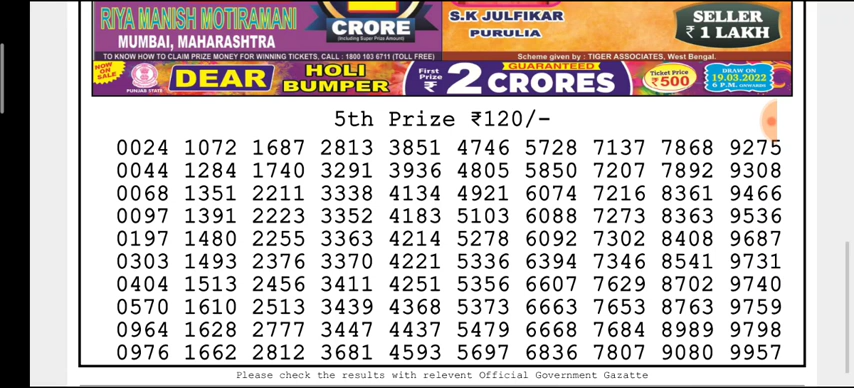 RIYA MANISH MOTIRAMANI
MUMBAI, MAHARASHTRA
CRORE
(Including Super Prize Amount)
S.K JULFIKAR
PURULIA
SELLER
₹ 1 LAKH
TO KNOW HOW TO CLAIM PRIZE MONEY FOR WINNING TICKETS, CALL : 1800 103 6711 (TOLL FREE)
Scheme given by : TIGER ASSOCIATES, West Bengal.
NOW ON SALE
PUNJAB STATE
DEAR
HOLI
BUMPER
First
Prize
₹
GUARANTEED
2 CRORES
Ticket Price
₹500
DRAW ON
19.03.2022
6 P.M. ONWARDS
5th Prize ₹120/-
0024 1072 1687 2813 3851 4746 5728 7137 7868 9275
0044 1284 1740 3291 3936 4805 5850 7207 7892 9308
0068 1351 2211 3338 4134 4921 6074 7216 8361 9466
0097 1391 2223 3352 4183 5103 6088 7273 8363 9536
0197 1480 2255 3363 4214 5278 6092 7302 8408 9687
0303 1493 2376 3370 4221 5336 6394 7346 8541 9731
0404 1513 2456 3411 4251 5356 6607 7629 8702 9740
0570 1610 2513 3439 4368 5373 6663 7653 8763 9759
0964 1628 2777 3447 4437 5479 6668 7684 8989 9798
0976 1662 2812 3681 4593 5697 6836 7807 9080 9957
Please check the results with relevent Official Government Gazatte